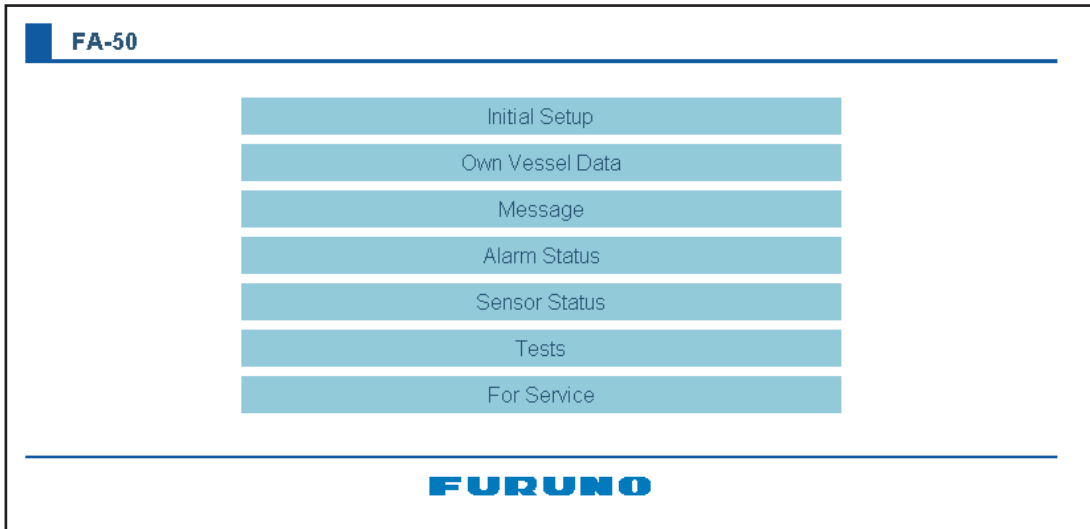 FA-50
Initial Setup
Own Vessel Data
Message
Alarm Status
Sensor Status
Tests
For Service
FURUNO